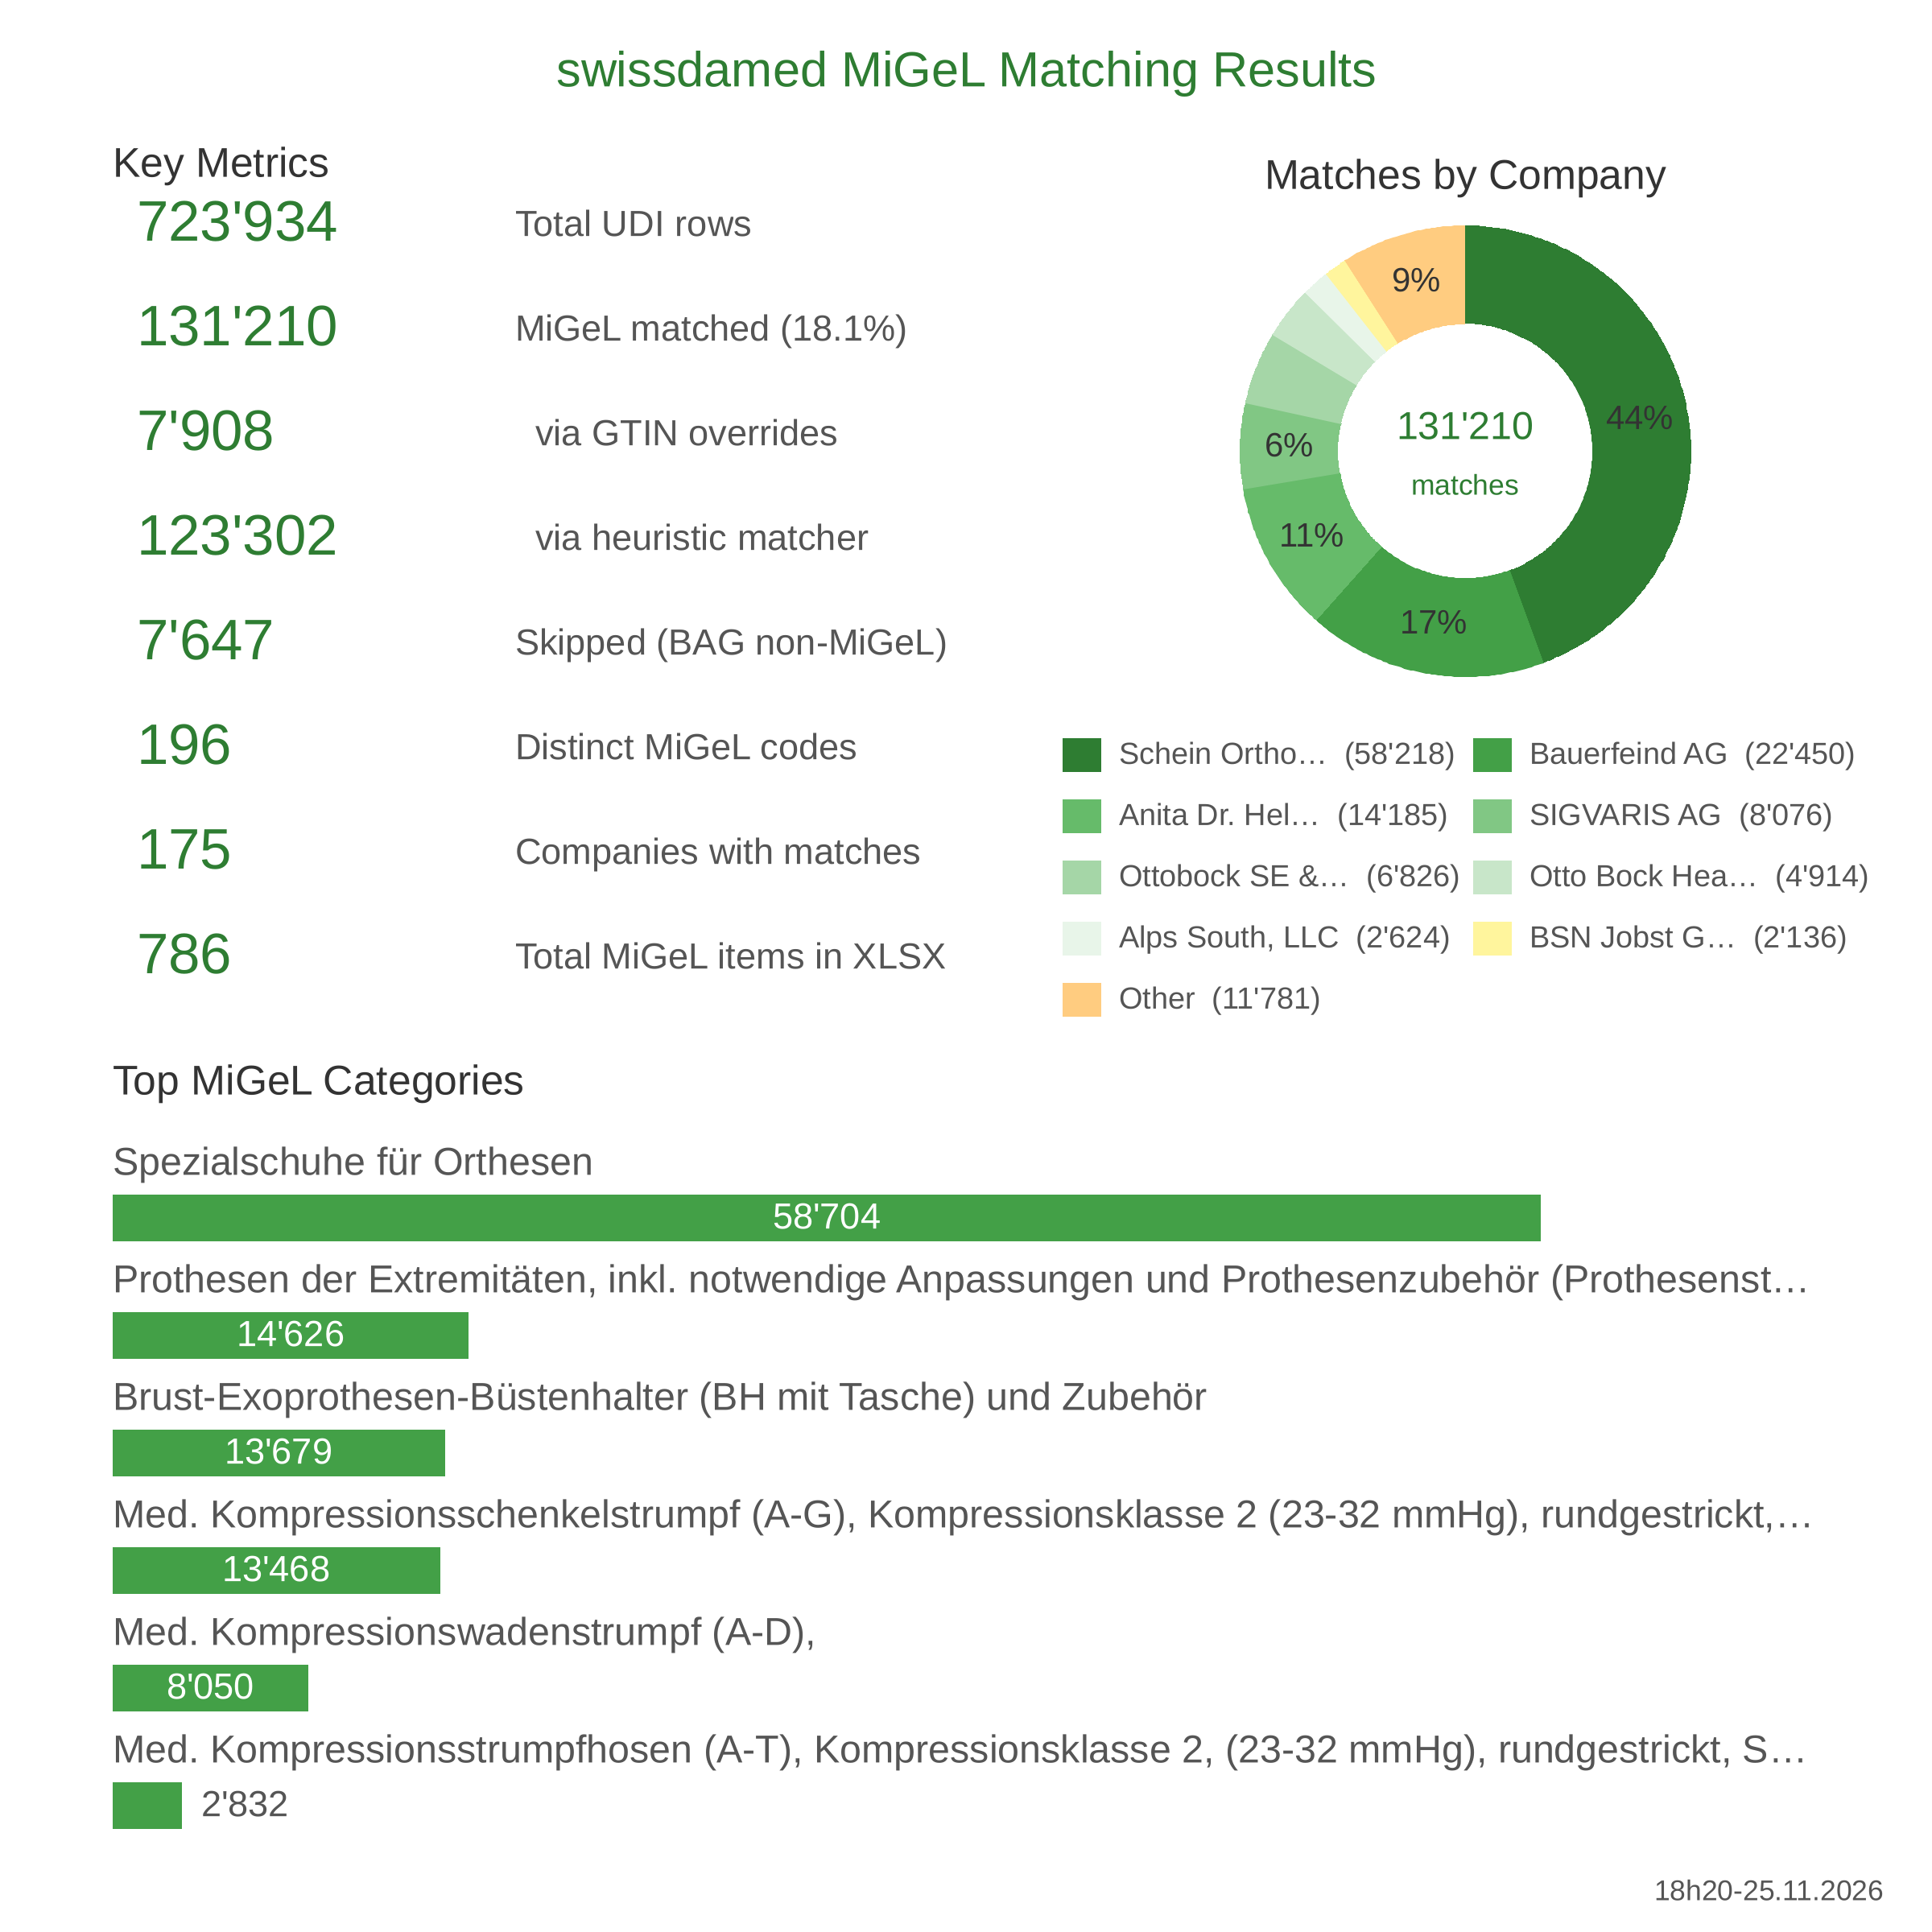 swissdamed MiGeL Matching Results
Key Metrics
723'934 Total UDI rows
131'210 MiGeL matched (18.1%)
7'908 via GTIN overrides
123'302 via heuristic matcher
7'647 Skipped (BAG non-MiGeL)
196 Distinct MiGeL codes
175 Companies with matches
786 Total MiGeL items in XLSX
Matches by Company
9%
44%
6%
11%
17%
131'210
matches
Schein Ortho… (58'218) Bauerfeind AG (22'450)
Anita Dr. Hel… (14'185) SIGVARIS AG (8'076)
Ottobock SE &… (6'826) Otto Bock Hea… (4'914)
Alps South, LLC (2'624) BSN Jobst G… (2'136)
Other (11'781)
Top MiGeL Categories
Spezialschuhe für Orthesen
58'704
Prothesen der Extremitäten, inkl. notwendige Anpassungen und Prothesenzubehör (Prothesenst…
14'626
Brust-Exoprothesen-Büstenhalter (BH mit Tasche) und Zubehör
13'679
Med. Kompressionsschenkelstrumpf (A-G), Kompressionsklasse 2 (23-32 mmHg), rundgestrickt,…
13'468
Med. Kompressionswadenstrumpf (A-D),
8'050
Med. Kompressionsstrumpfhosen (A-T), Kompressionsklasse 2, (23-32 mmHg), rundgestrickt, S…
2'832
18h20-25.11.2026